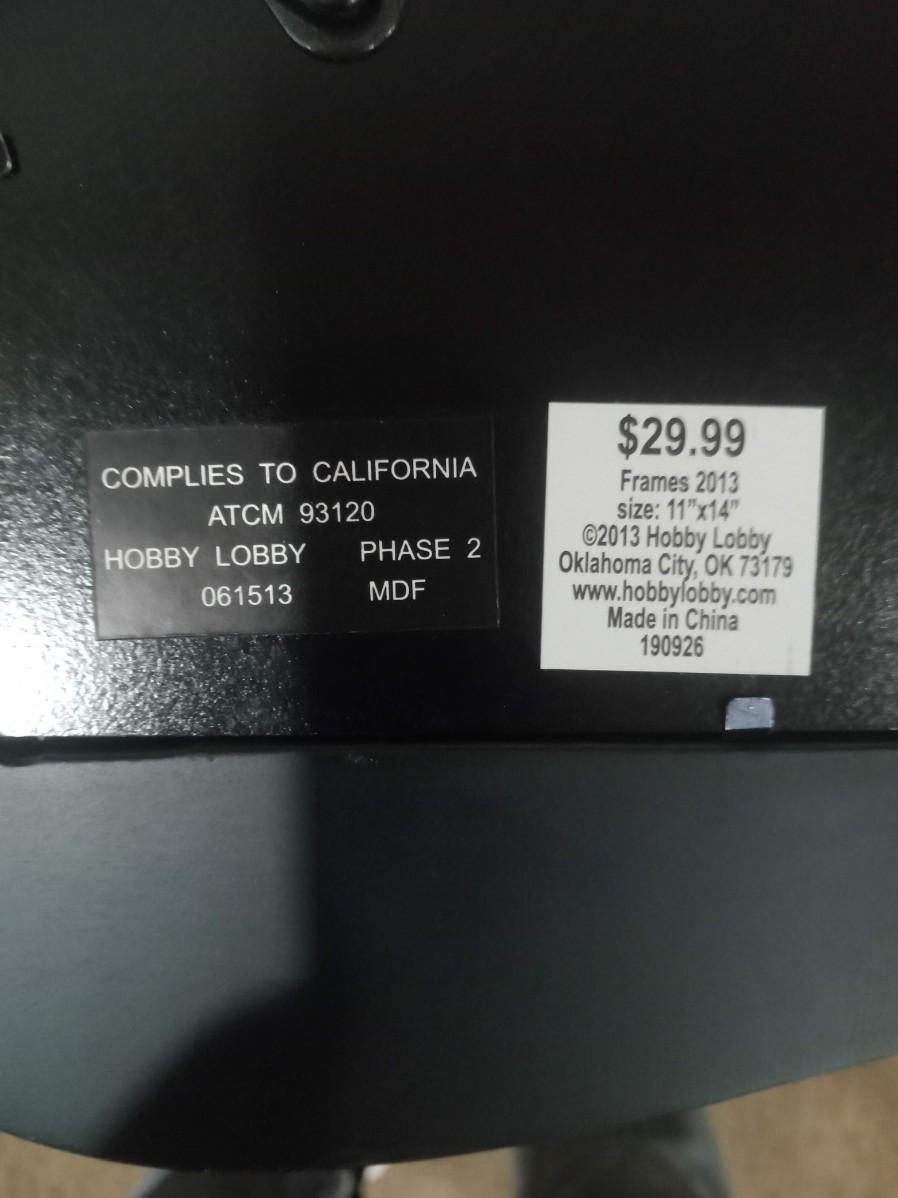 COMPLIES TO CALIFORNIA
ATCM 93120
HOBBY LOBBY PHASE 2
061513 MDF
$29.99
Frames 2013
size: 11"x14"
©2013 Hobby Lobby
Oklahoma City, OK 73179
www.hobbylobby.com
Made in China
190926